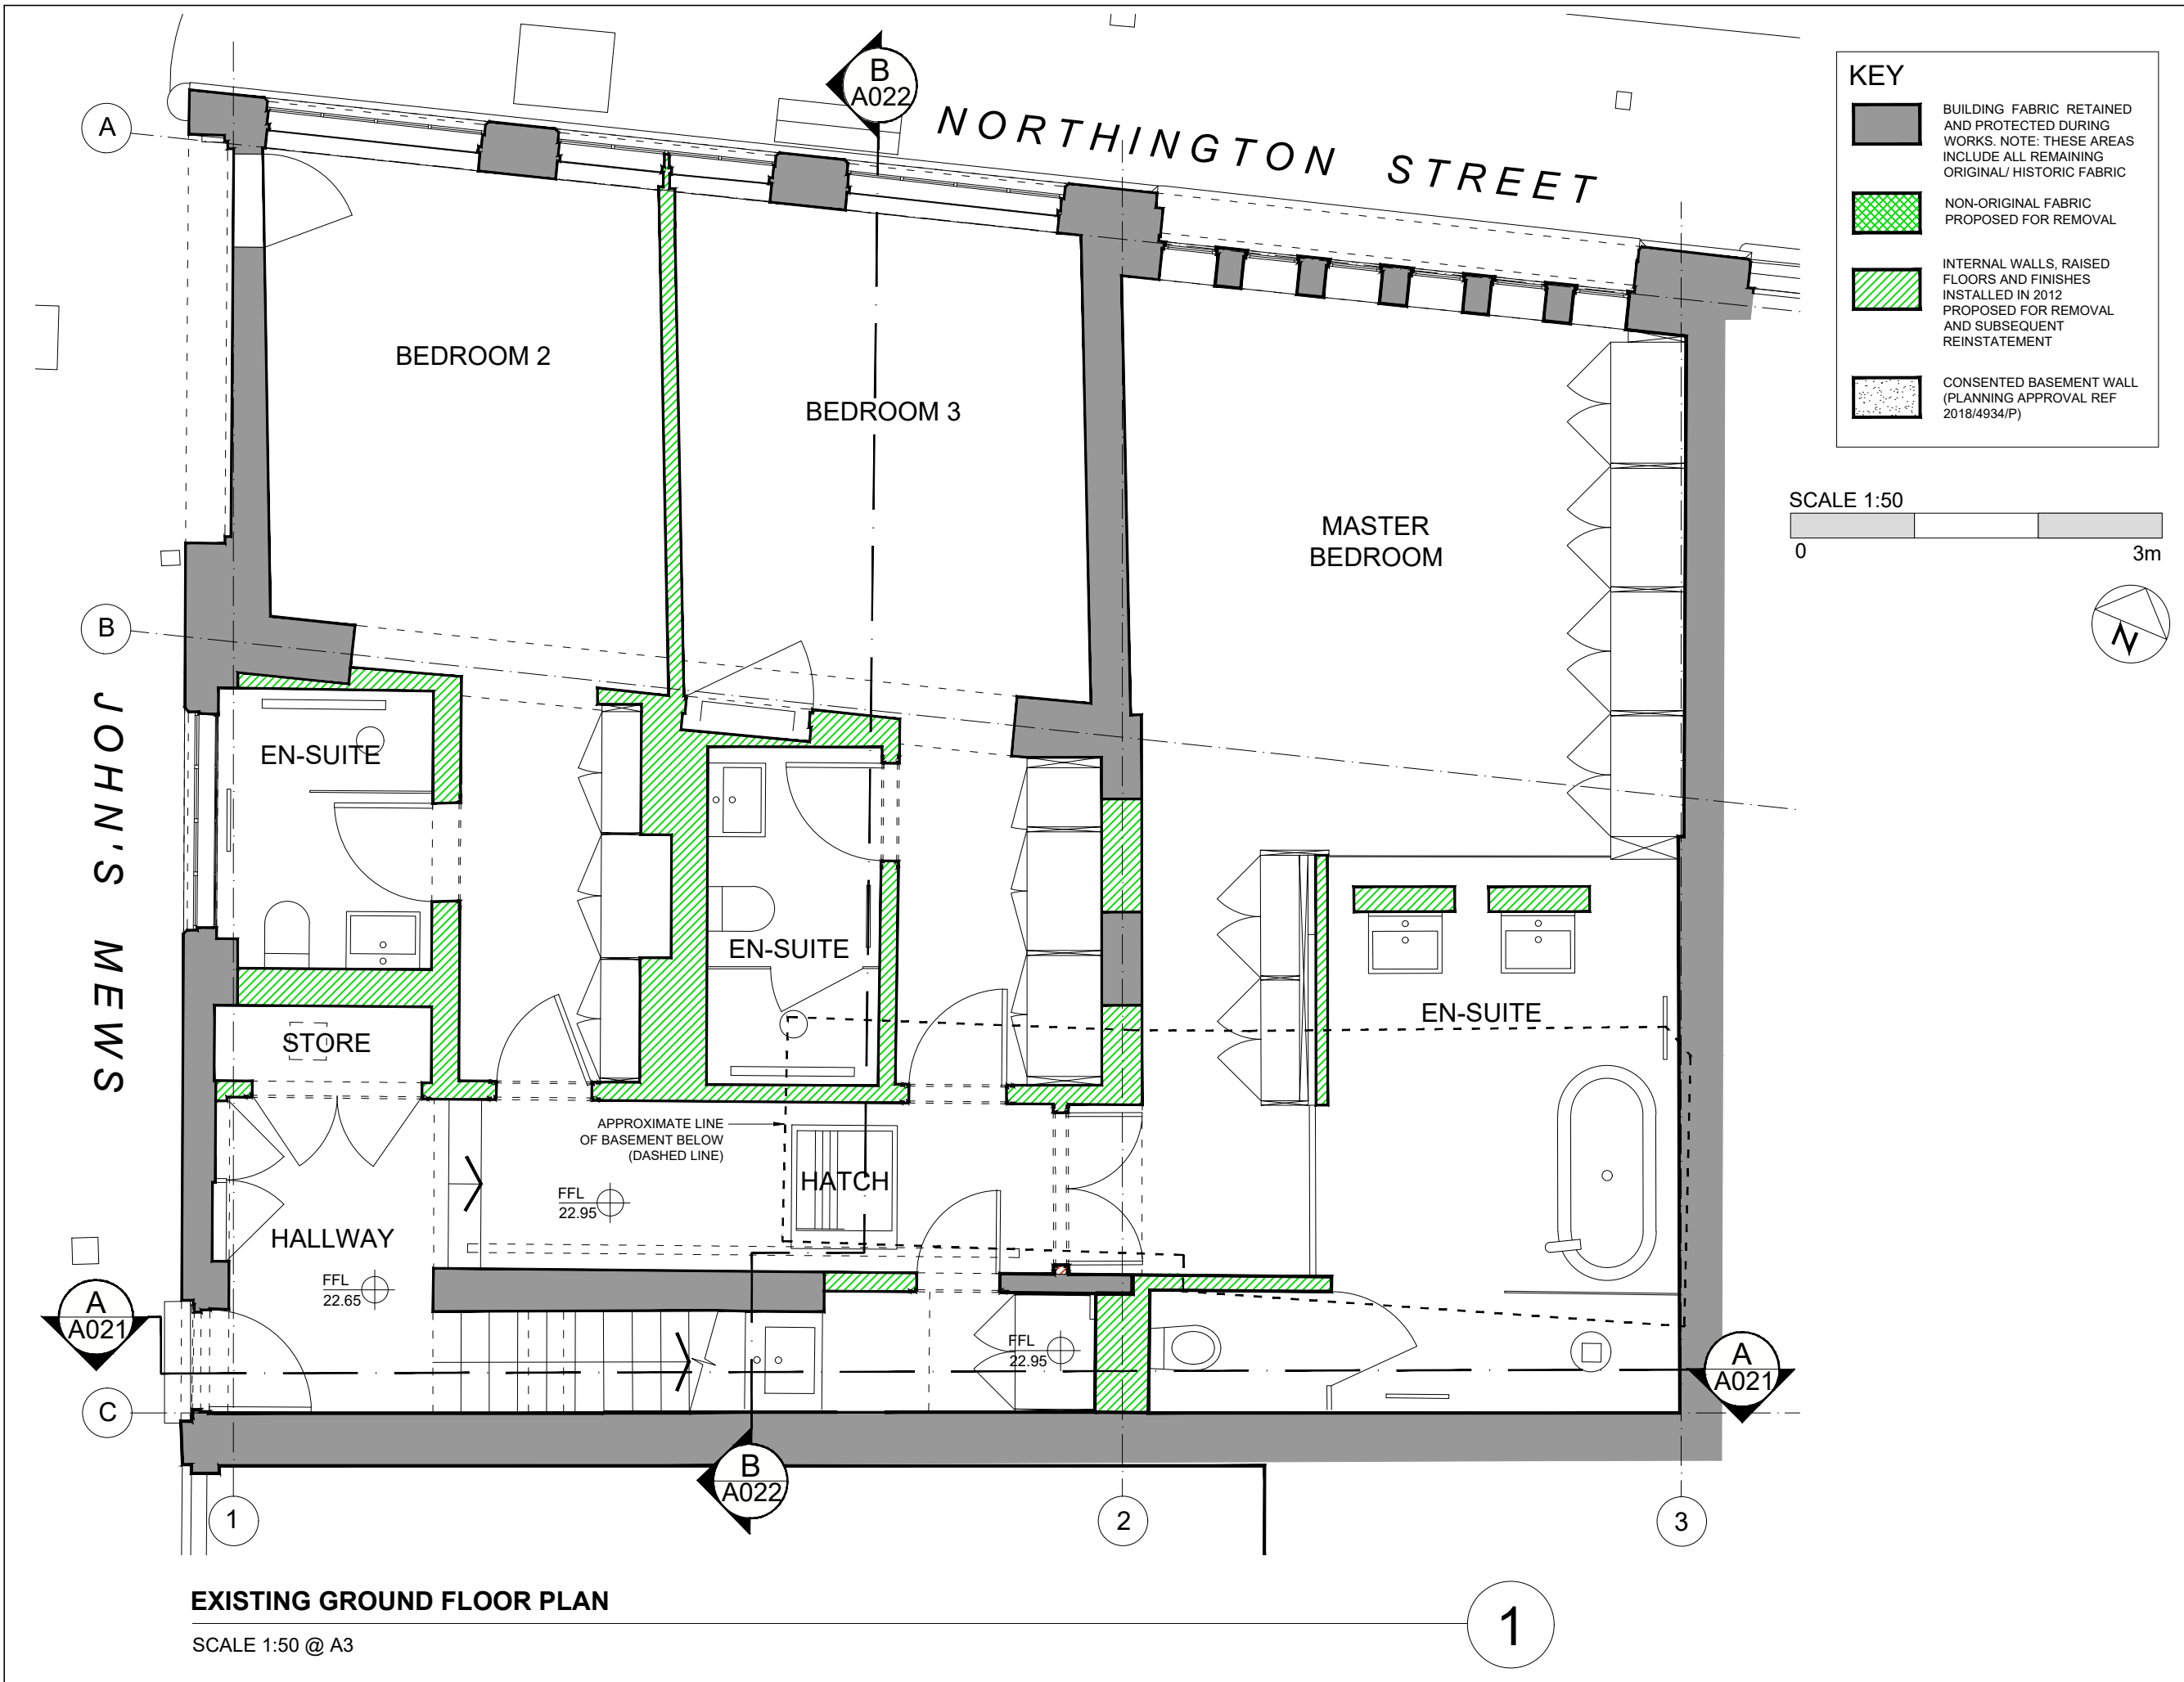 A
B
A022
NORTHINGTON STREET
KEY
BUILDING FABRIC RETAINED
AND PROTECTED DURING
WORKS. NOTE: THESE AREAS
INCLUDE ALL REMAINING
ORIGINAL/ HISTORIC FABRIC
NON-ORIGINAL FABRIC
PROPOSED FOR REMOVAL
INTERNAL WALLS, RAISED
FLOORS AND FINISHES
INSTALLED IN 2012
PROPOSED FOR REMOVAL
AND SUBSEQUENT
REINSTATEMENT
CONSENTED BASEMENT WALL
(PLANNING APPROVAL REF
2018/4934/P)
SCALE 1:50
0
3m
N
BEDROOM 2
BEDROOM 3
MASTER
BEDROOM
B
JOHN'S MEWS
EN-SUITE
EN-SUITE
EN-SUITE
STORE
APPROXIMATE LINE
OF BASEMENT BELOW
(DASHED LINE)
HATCH
FFL
22.95
HALLWAY
FFL
22.65
FFL
22.95
A
A021
A
A021
C
B
A022
1
2
3
EXISTING GROUND FLOOR PLAN
SCALE 1:50 @ A3
1